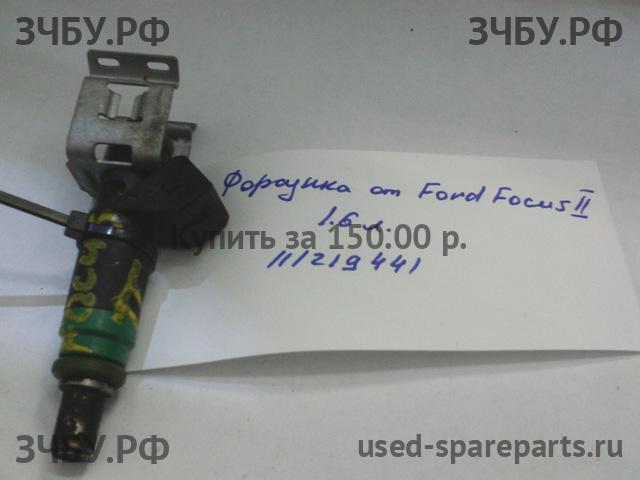 ЗЧБУ.РФ
ЗЧБУ.РФ
Форсунка от Ford Focus II
1.6 л.
Купить за 150.00 р.
111219441
ЗЧБУ.РФ
used-spareparts.ru